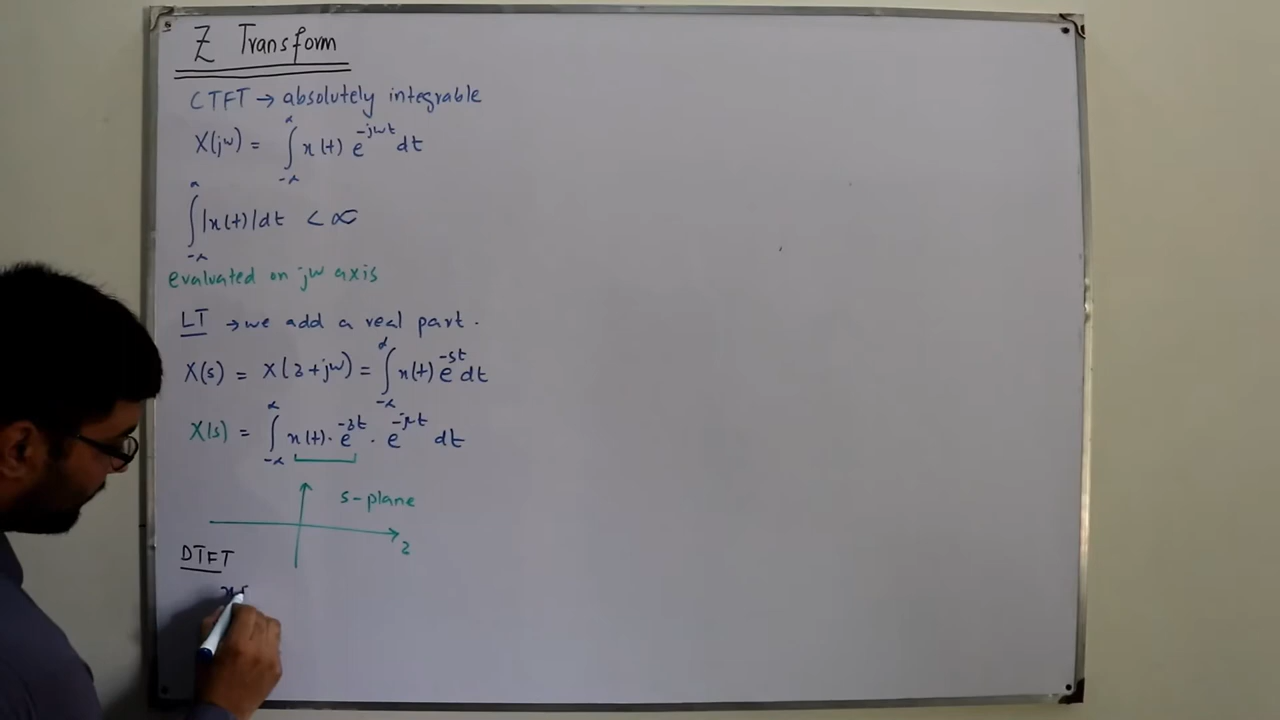 Z Transform
CTFT → absolutely integrable
X(jω) = ∫_{-∞}^{∞} x(t) e^{-jωt} dt
∫_{-∞}^{∞} |x(t)|dt < ∞
evaluated on jω axis
LT → we add a real part.
X(s) = X(σ+jω) = ∫_{-∞}^{∞} x(t) e^{-st} dt
X(s) = ∫_{-∞}^{∞} x(t) · e^{-σt} · e^{-jωt} dt
s-plane
σ
DTFT